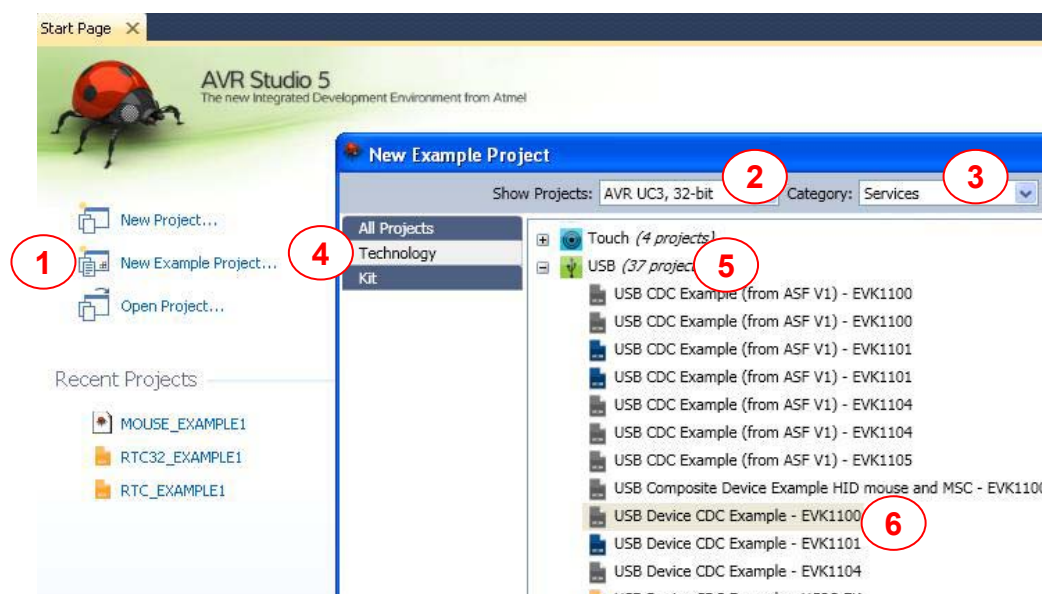 Start Page
AVR Studio 5
The new Integrated Development Environment from Atmel
New Example Project
Show Projects: AVR UC3, 32-bit 2 Category: Services 3
1 New Project...
New Example Project...
Open Project...
Recent Projects
MOUSE_EXAMPLE1
RTC32_EXAMPLE1
RTC_EXAMPLE1
4
All Projects
Technology
Kit
Touch (4 projects)
USB (37 project 5
USB CDC Example (from ASF V1) - EVK1100
USB CDC Example (from ASF V1) - EVK1100
USB CDC Example (from ASF V1) - EVK1101
USB CDC Example (from ASF V1) - EVK1101
USB CDC Example (from ASF V1) - EVK1104
USB CDC Example (from ASF V1) - EVK1104
USB CDC Example (from ASF V1) - EVK1105
USB Composite Device Example HID mouse and MSC - EVK1100
USB Device CDC Example - EVK1100 6
USB Device CDC Example - EVK1101
USB Device CDC Example - EVK1104